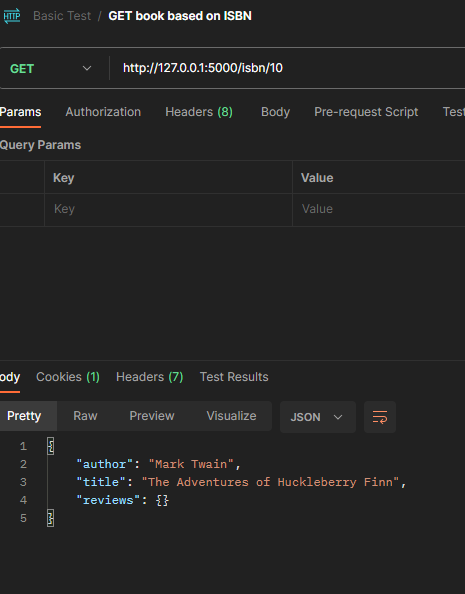 HTTP Basic Test / GET book based on ISBN
GET http://127.0.0.1:5000/isbn/10
Params Authorization Headers (8) Body Pre-request Script Test
Query Params
Key Value
Key Value
ody Cookies (1) Headers (7) Test Results
Pretty Raw Preview Visualize JSON
1 {
2 "author": "Mark Twain",
3 "title": "The Adventures of Huckleberry Finn",
4 "reviews": {}
5 }